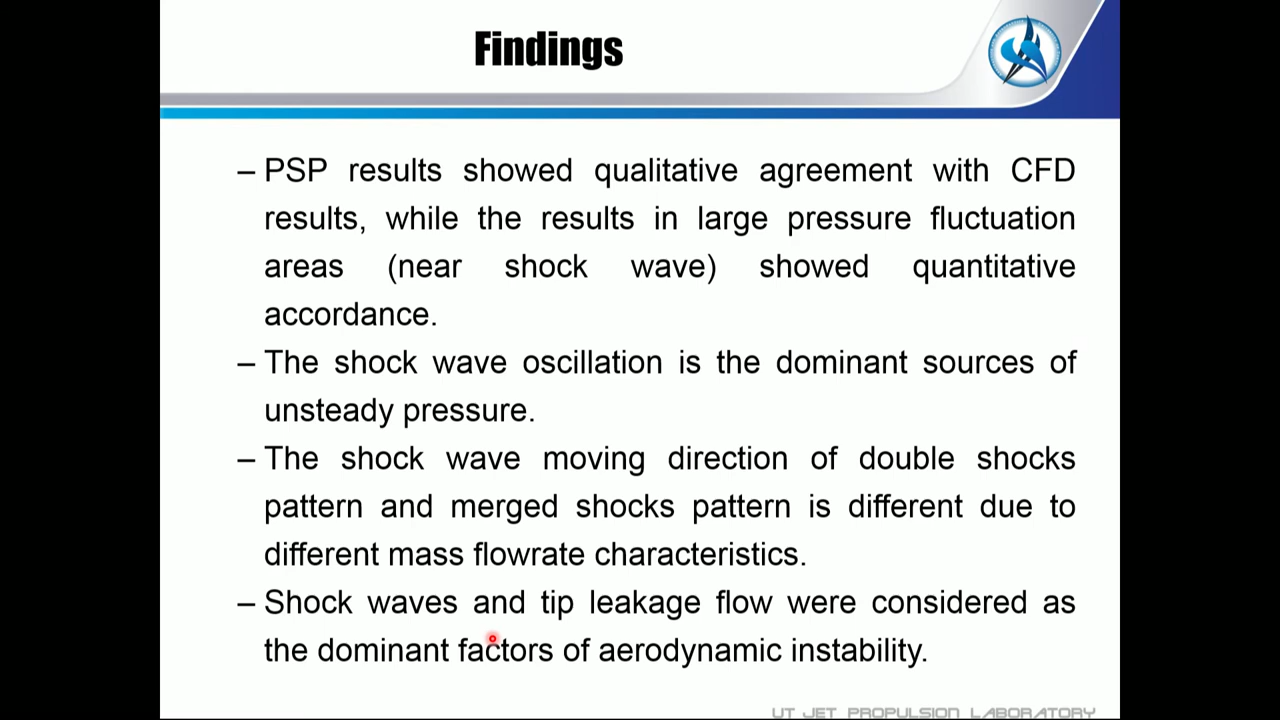 Findings
– PSP results showed qualitative agreement with CFD
results, while the results in large pressure fluctuation
areas (near shock wave) showed quantitative
accordance.
– The shock wave oscillation is the dominant sources of
unsteady pressure.
– The shock wave moving direction of double shocks
pattern and merged shocks pattern is different due to
different mass flowrate characteristics.
– Shock waves and tip leakage flow were considered as
the dominant factors of aerodynamic instability.
UT JET PROPULSION LABORATORY